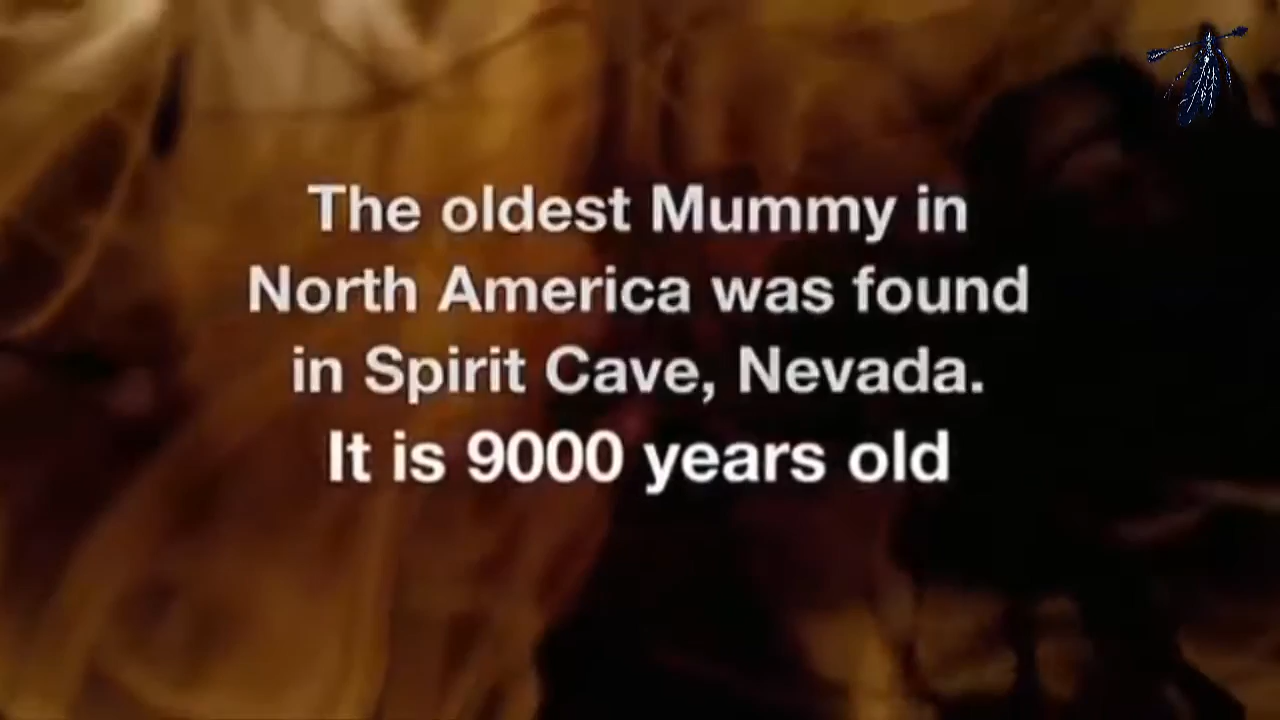 The oldest Mummy in
North America was found
in Spirit Cave, Nevada.
It is 9000 years old